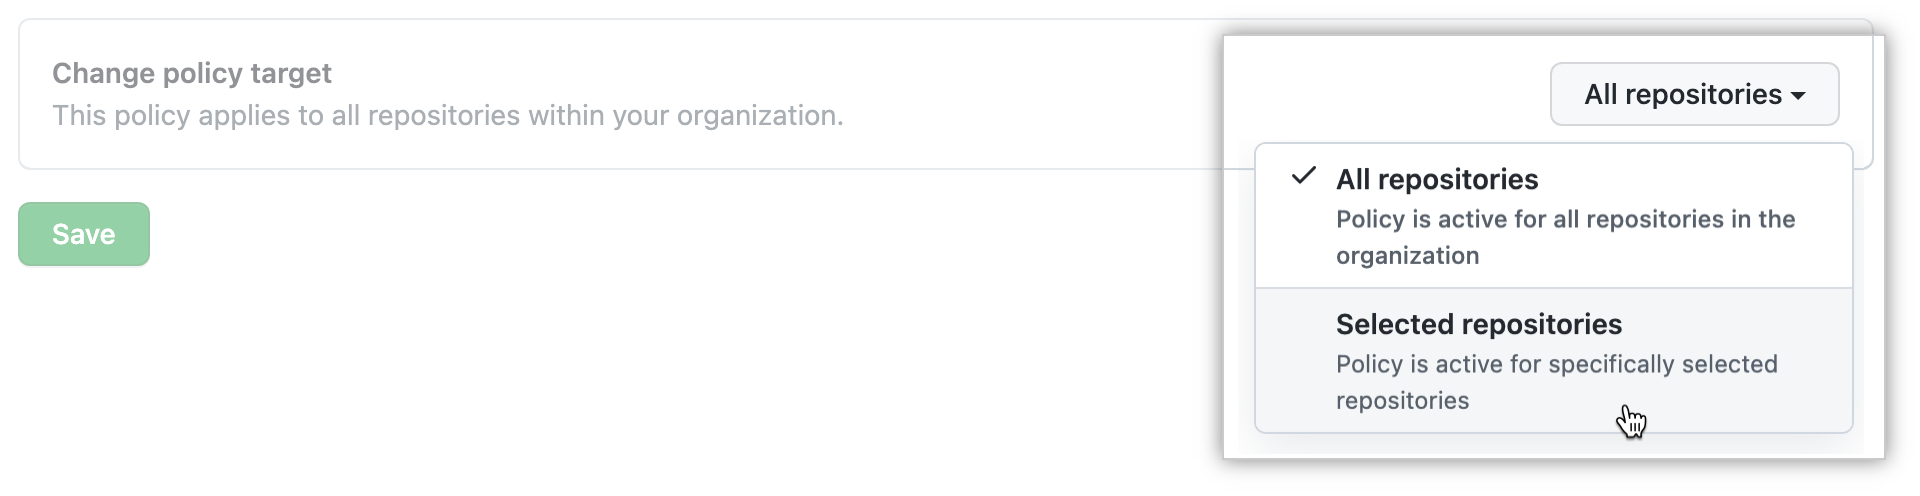 Change policy target
This policy applies to all repositories within your organization.
All repositories
All repositories
Policy is active for all repositories in the
organization
Selected repositories
Policy is active for specifically selected
repositories
Save